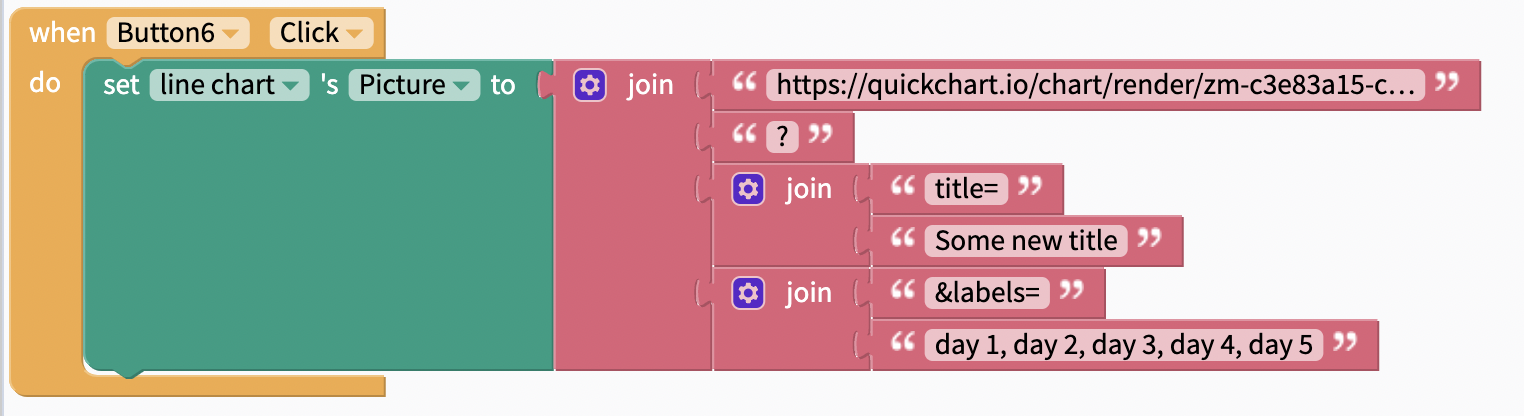 when Button6 Click
do set line chart 's Picture to join “ https://quickchart.io/chart/render/zm-c3e83a15-c… ”
“ ? ”
join “ title= ”
“ Some new title ”
join “ &labels= ”
“ day 1, day 2, day 3, day 4, day 5 ”